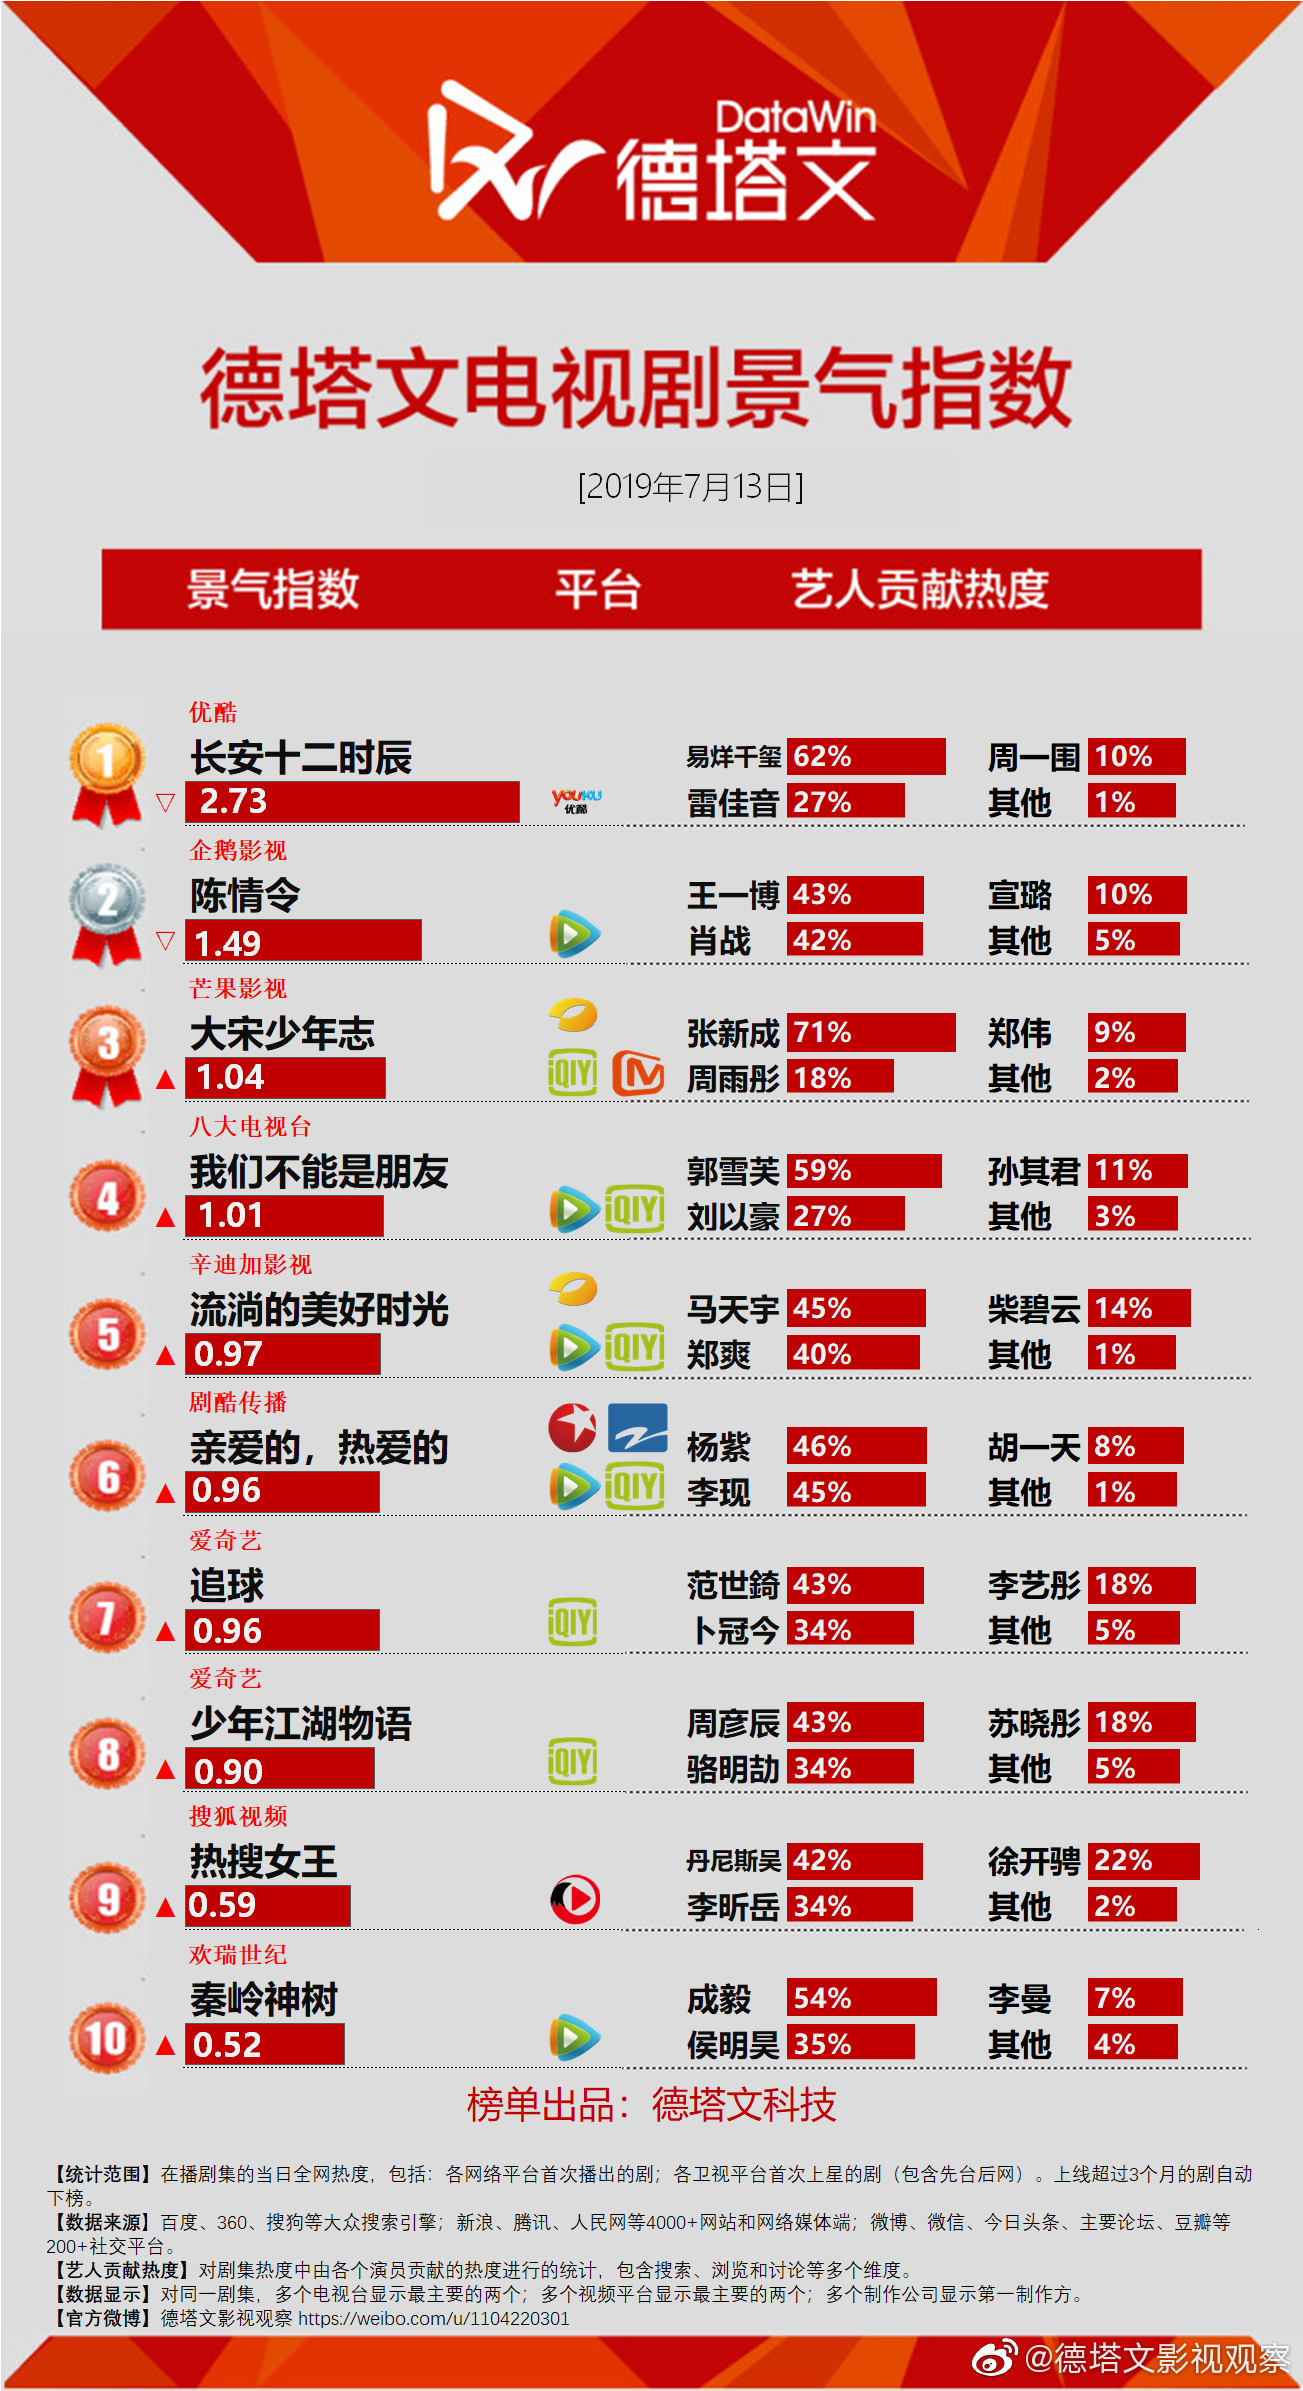 DataWin
德塔文
德塔文电视剧景气指数
[2019年7月13日]
景气指数 平台 艺人贡献热度
优酷
1 长安十二时辰 易烊千玺 62% 周一围 10%
▽ 2.73 YOUKU 优酷 雷佳音 27% 其他 1%
企鹅影视
2 陈情令 王一博 43% 宣璐 10%
▽ 1.49 肖战 42% 其他 5%
芒果影视
3 大宋少年志 张新成 71% 郑伟 9%
▲ 1.04 iQIYI 周雨彤 18% 其他 2%
八大电视台
4 我们不能是朋友 郭雪芙 59% 孙其君 11%
▲ 1.01 iQIYI 刘以豪 27% 其他 3%
辛迪加影视
5 流淌的美好时光 马天宇 45% 柴碧云 14%
▲ 0.97 iQIYI 郑爽 40% 其他 1%
剧酷传播
6 亲爱的，热爱的 杨紫 46% 胡一天 8%
▲ 0.96 iQIYI 李现 45% 其他 1%
爱奇艺
7 追球 范世錡 43% 李艺彤 18%
▲ 0.96 iQIYI 卜冠今 34% 其他 5%
爱奇艺
8 少年江湖物语 周彦辰 43% 苏晓彤 18%
▲ 0.90 iQIYI 骆明劼 34% 其他 5%
搜狐视频
9 热搜女王 丹尼斯吴 42% 徐开骋 22%
▲ 0.59 李昕岳 34% 其他 2%
欢瑞世纪
10 秦岭神树 成毅 54% 李曼 7%
▲ 0.52 侯明昊 35% 其他 4%
榜单出品：德塔文科技
【统计范围】在播剧集的当日全网热度，包括：各网络平台首次播出的剧；各卫视平台首次上星的剧（包含先台后网）。上线超过3个月的剧自动
下榜。
【数据来源】百度、360、搜狗等大众搜索引擎；新浪、腾讯、人民网等4000+网站和网络媒体端；微博、微信、今日头条、主要论坛、豆瓣等
200+社交平台。
【艺人贡献热度】对剧集热度中由各个演员贡献的热度进行的统计，包含搜索、浏览和讨论等多个维度。
【数据显示】对同一剧集，多个电视台显示最主要的两个；多个视频平台显示最主要的两个；多个制作公司显示第一制作方。
【官方微博】德塔文影视观察 https://weibo.com/u/1104220301
@德塔文影视观察